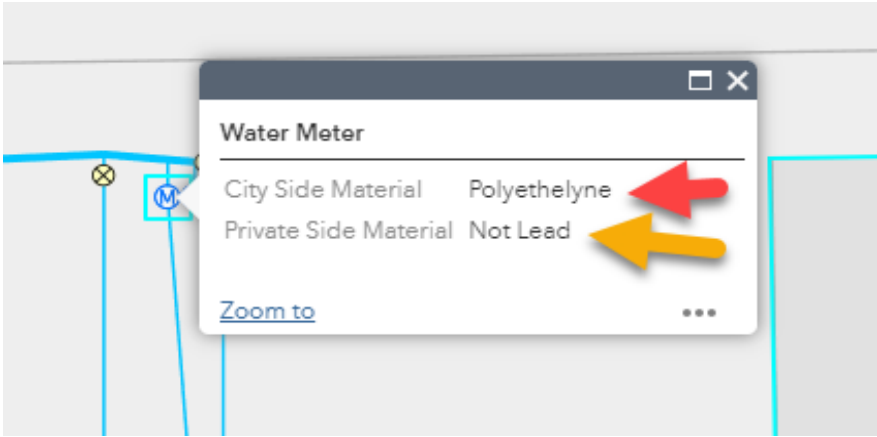 Water Meter
City Side Material Polyethelyne
Private Side Material Not Lead
M
Zoom to